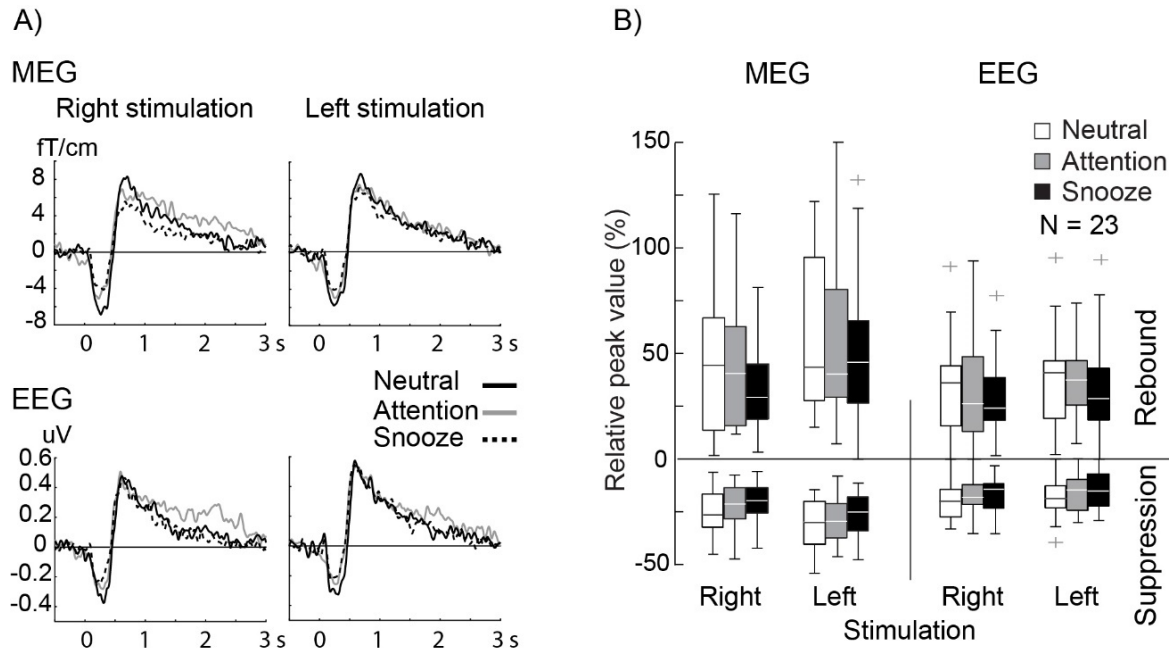 A)
MEG
Right stimulation
Left stimulation
fT/cm
8
4
0
-4
-8
0 1 2 3 s
0 1 2 3 s
Neutral
Attention
Snooze
EEG
uV
0.6
0.4
0.2
0
-0.2
-0.4
0 1 2 3 s
0 1 2 3 s
B)
MEG EEG
Neutral
Attention
Snooze
N = 23
Relative peak value (%)
150
100
50
0
-50
Rebound
Suppression
Right Left Right Left
Stimulation